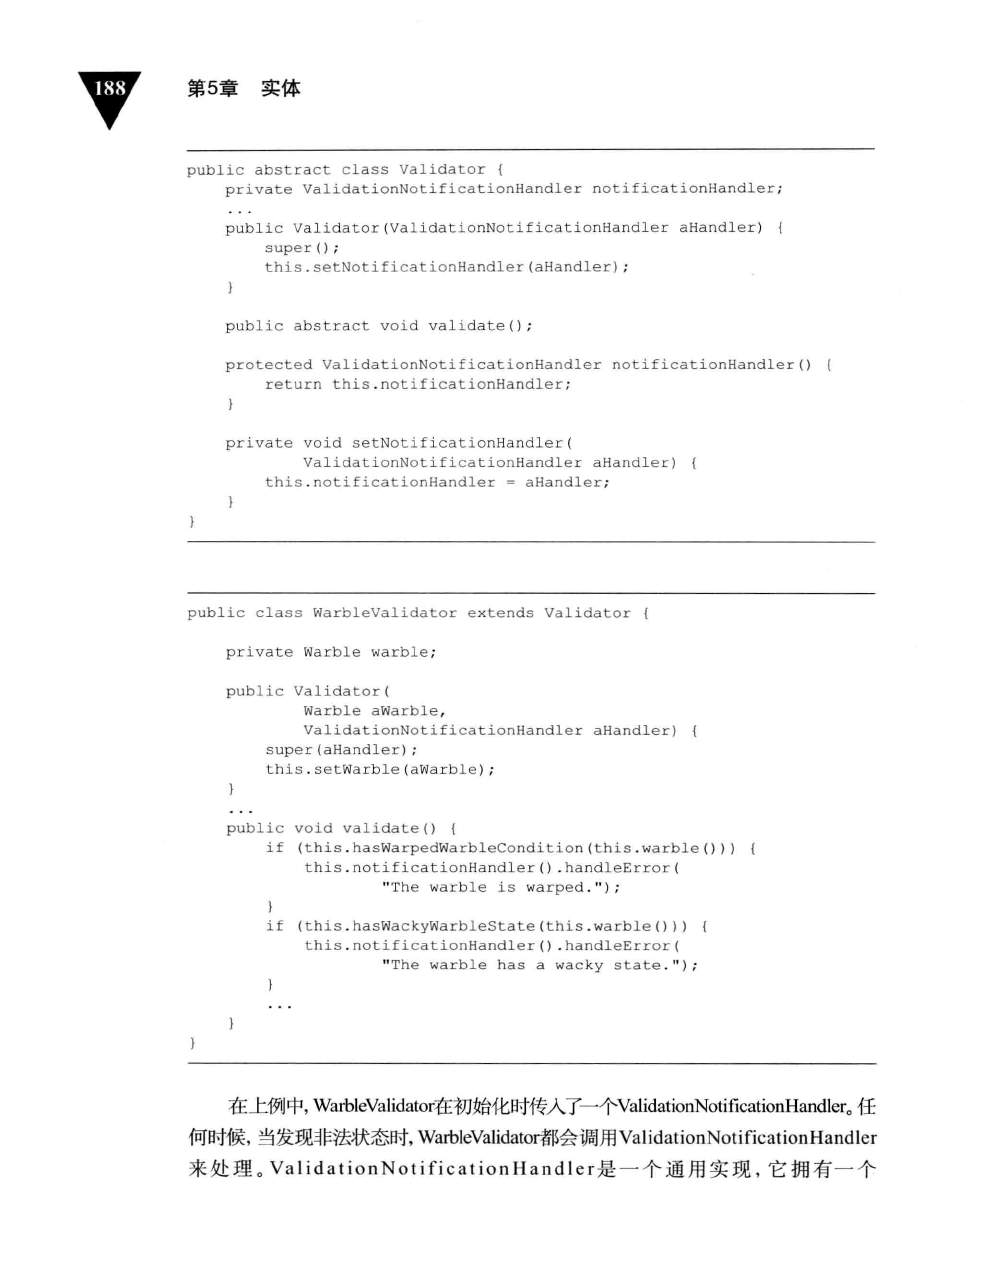 188
第5章 实体
public abstract class Validator {
    private ValidationNotificationHandler notificationHandler;
    ...
    public Validator(ValidationNotificationHandler aHandler) {
        super();
        this.setNotificationHandler(aHandler);
    }

    public abstract void validate();

    protected ValidationNotificationHandler notificationHandler() {
        return this.notificationHandler;
    }

    private void setNotificationHandler(
            ValidationNotificationHandler aHandler) {
        this.notificationHandler = aHandler;
    }
}
public class WarbleValidator extends Validator {

    private Warble warble;

    public Validator(
            Warble aWarble,
            ValidationNotificationHandler aHandler) {
        super(aHandler);
        this.setWarble(aWarble);
    }
    ...
    public void validate() {
        if (this.hasWarpedWarbleCondition(this.warble())) {
            this.notificationHandler().handleError(
                    "The warble is warped.");
        }
        if (this.hasWackyWarbleState(this.warble())) {
            this.notificationHandler().handleError(
                    "The warble has a wacky state.");
        }
        ...
    }
}
在上例中, WarbleValidator在初始化时传入了一个ValidationNotificationHandler。任
何时候, 当发现非法状态时, WarbleValidator都会调用ValidationNotificationHandler
来处理。ValidationNotificationHandler是一个通用实现, 它拥有一个